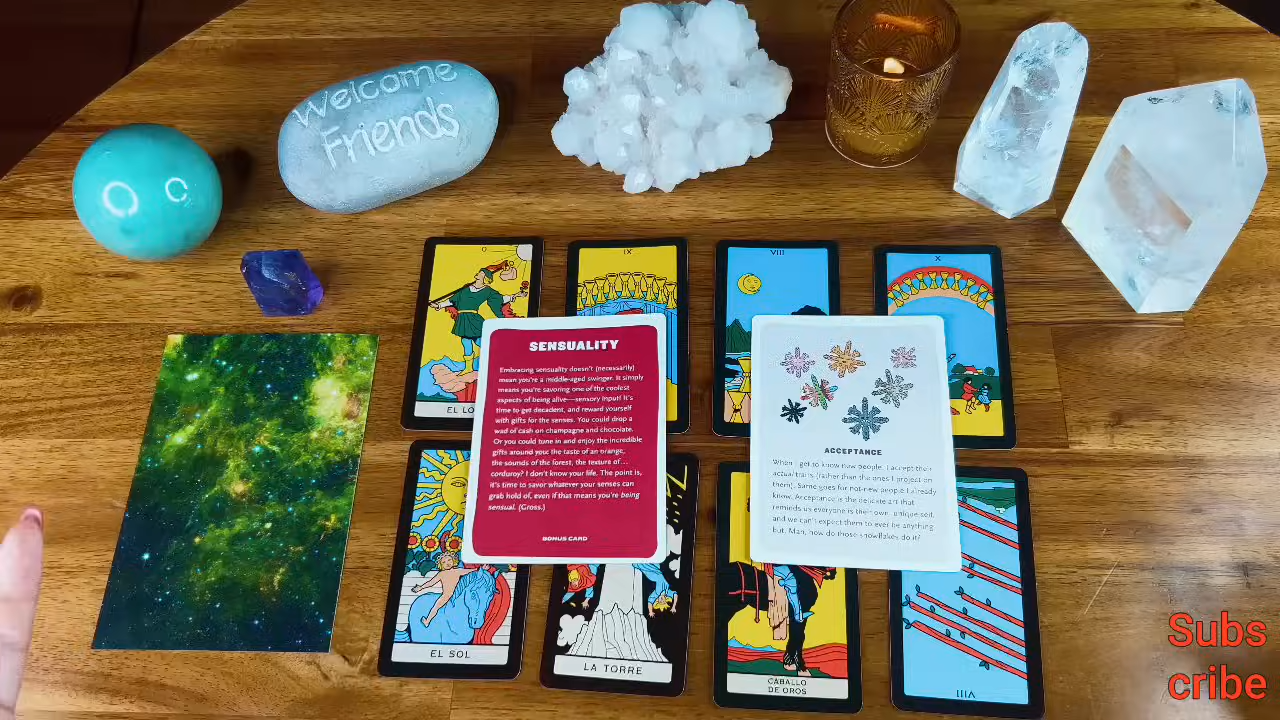 Welcome
Friends
0
IX
VIII
X
EL LO
SENSUALITY
Embracing sensuality doesn't (necessarily)
mean you're a middle-aged swinger. It simply
means you're savoring one of the coolest
aspects of being alive—sensory input! It's
time to get decadent, and reward yourself
with gifts for the senses. You could drop a
wad of cash on champagne and chocolate.
Or you could tune in and enjoy the incredible
gifts around you: the taste of an orange,
the sounds of the forest, the texture of...
corduroy? I don't know your life. The point is,
it's time to savor whatever your senses can
grab hold of, even if that means you're being
sensual. (Gross.)
BONUS CARD
ACCEPTANCE
When I get to know new people, I accept their
actual traits (rather than the ones I project on
them). Same goes for not-new people I already
know. Acceptance is the delicate art that
reminds us everyone is their own, unique self,
and we can't expect them to ever be anything
but. Man, how do those snowflakes do it?
EL SOL
LA TORRE
CABALLO
DE OROS
VIII
Subs
cribe